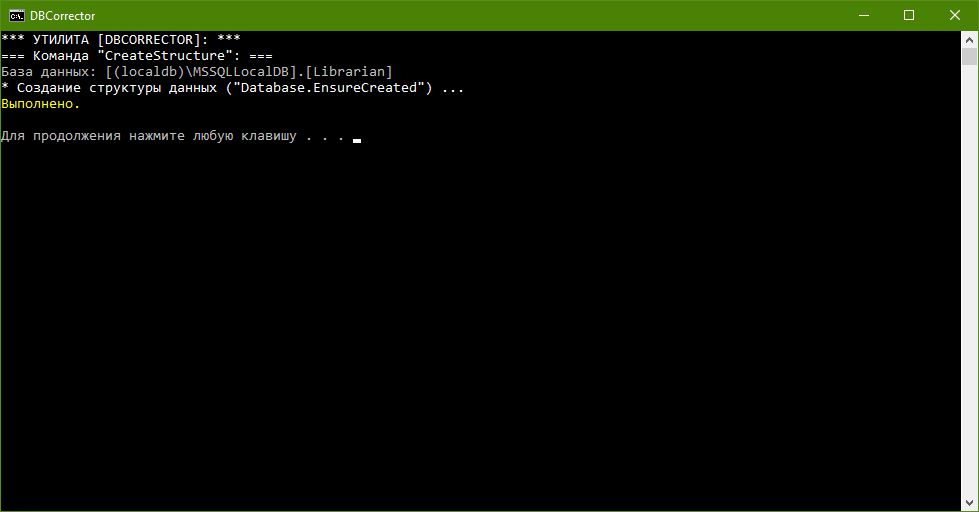 DBCorrector
*** УТИЛИТА [DBCORRECTOR]: ***
=== Команда "CreateStructure": ===
База данных: [(localdb)\MSSQLLocalDB].[Librarian]
* Создание структуры данных ("Database.EnsureCreated") ...
Выполнено.
Для продолжения нажмите любую клавишу . . .